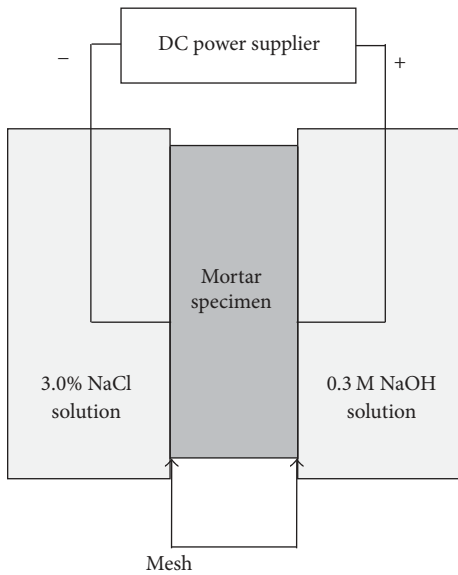 DC power supplier
−
+
Mortar
specimen
3.0% NaCl
solution
0.3 M NaOH
solution
Mesh